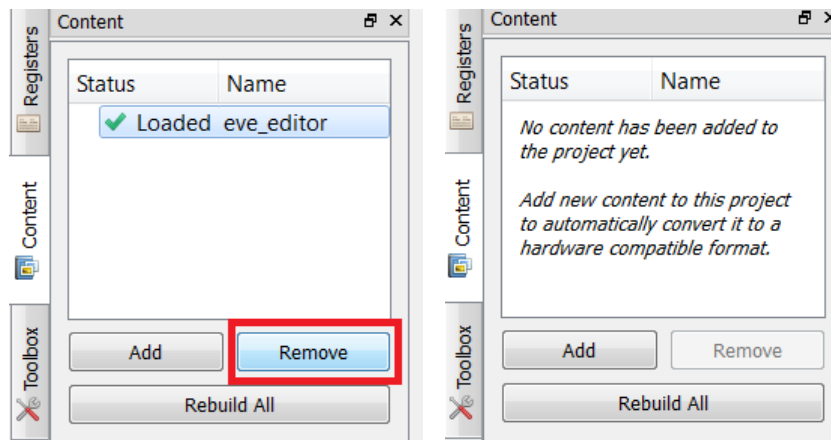 Content
Registers
Content
Toolbox
Status Name
Loaded eve_editor
Add Remove
Rebuild All
Content
Registers
Content
Toolbox
Status Name
No content has been added to
the project yet.
Add new content to this project
to automatically convert it to a
hardware compatible format.
Add Remove
Rebuild All